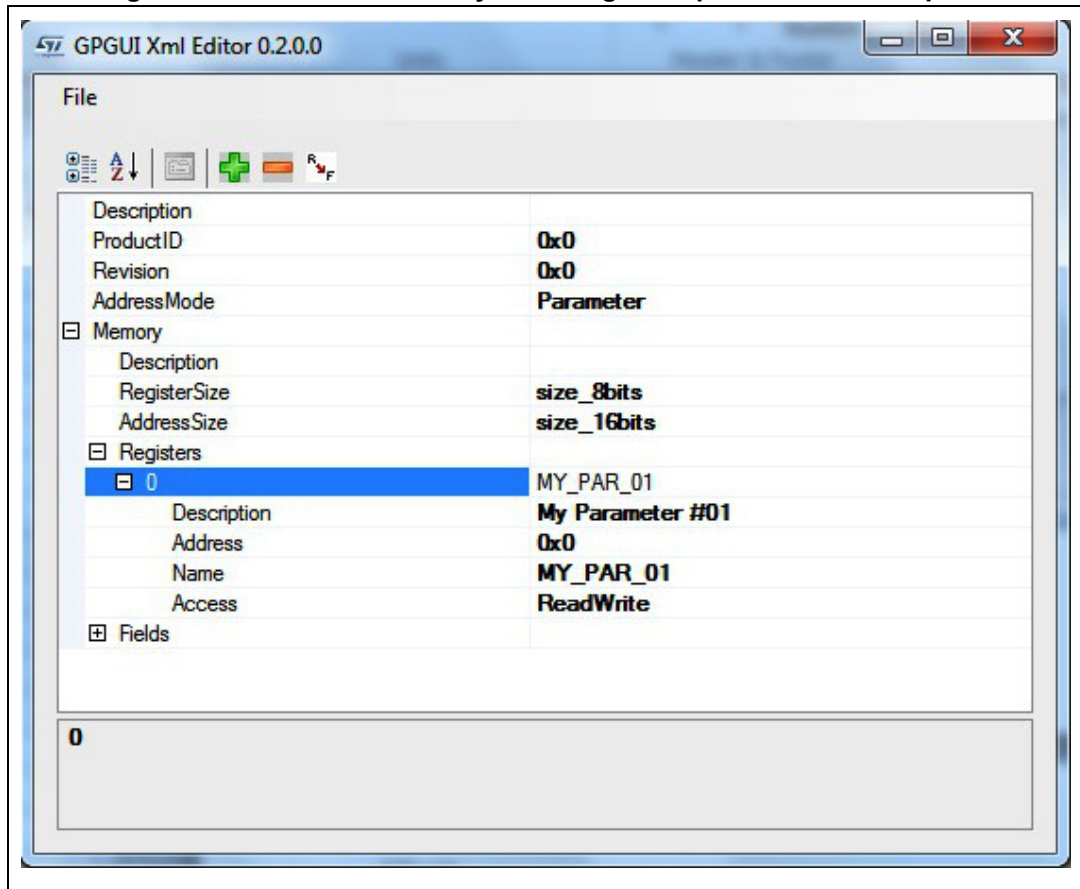 GPGUI Xml Editor 0.2.0.0
File
Description
ProductID 0x0
Revision 0x0
AddressMode Parameter
Memory
Description
RegisterSize size_8bits
AddressSize size_16bits
Registers
0 MY_PAR_01
Description My Parameter #01
Address 0x0
Name MY_PAR_01
Access ReadWrite
Fields
0